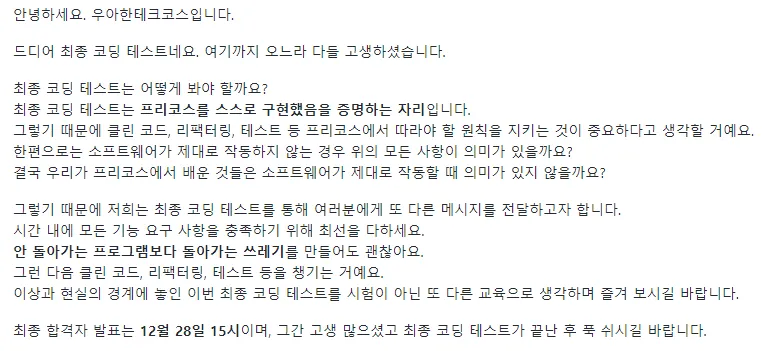 안녕하세요. 우아한테크코스입니다.
드디어 최종 코딩 테스트네요. 여기까지 오느라 다들 고생하셨습니다.
최종 코딩 테스트는 어떻게 봐야 할까요?
최종 코딩 테스트는 프리코스를 스스로 구현했음을 증명하는 자리입니다.
그렇기 때문에 클린 코드, 리팩터링, 테스트 등 프리코스에서 따라야 할 원칙을 지키는 것이 중요하다고 생각할 거예요.
한편으로는 소프트웨어가 제대로 작동하지 않는 경우 위의 모든 사항이 의미가 있을까요?
결국 우리가 프리코스에서 배운 것들은 소프트웨어가 제대로 작동할 때 의미가 있지 않을까요?
그렇기 때문에 저희는 최종 코딩 테스트를 통해 여러분에게 또 다른 메시지를 전달하고자 합니다.
시간 내에 모든 기능 요구 사항을 충족하기 위해 최선을 다하세요.
안 돌아가는 프로그램보다 돌아가는 쓰레기를 만들어도 괜찮아요.
그런 다음 클린 코드, 리팩터링, 테스트 등을 챙기는 거예요.
이상과 현실의 경계에 놓인 이번 최종 코딩 테스트를 시험이 아닌 또 다른 교육으로 생각하며 즐겨 보시길 바랍니다.
최종 합격자 발표는 12월 28일 15시이며, 그간 고생 많으셨고 최종 코딩 테스트가 끝난 후 푹 쉬시길 바랍니다.